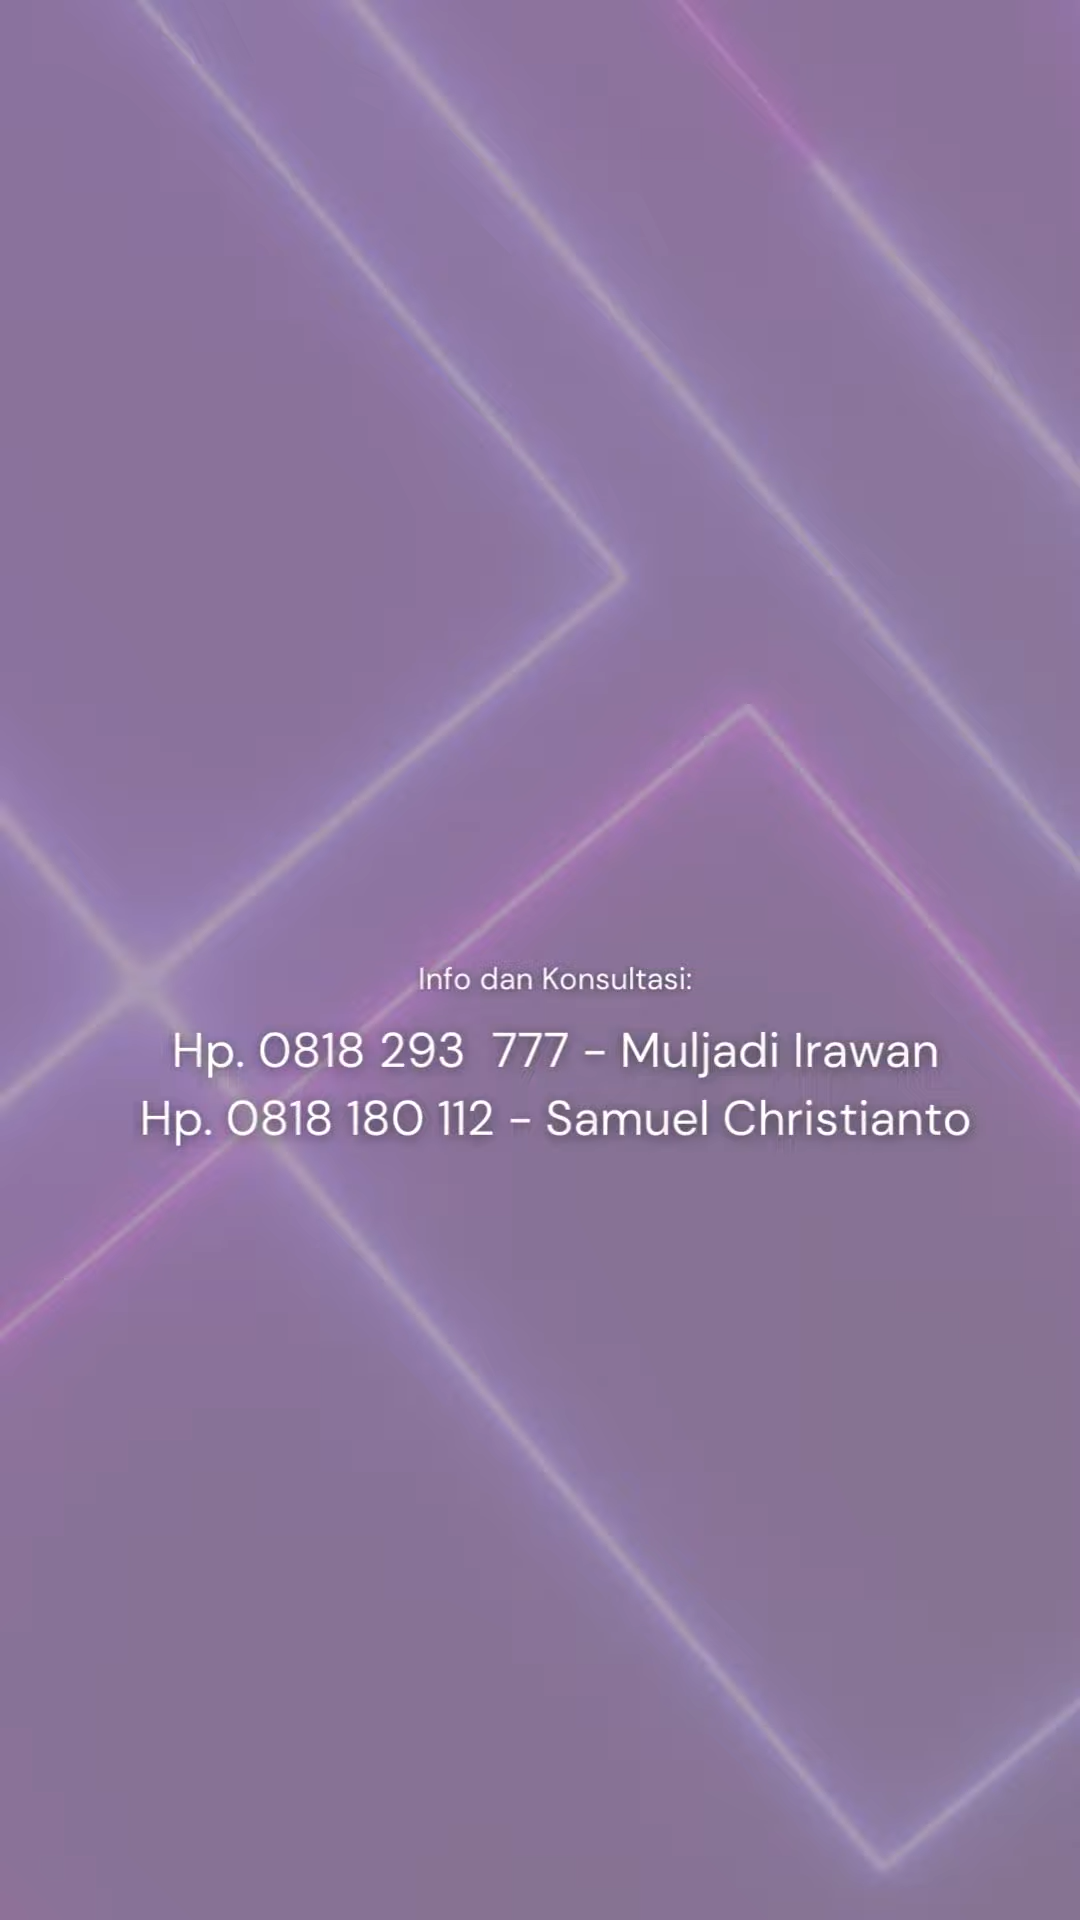 Info dan Konsultasi:
Hp. 0818 293  777 – Muljadi Irawan
Hp. 0818 180 112 – Samuel Christianto